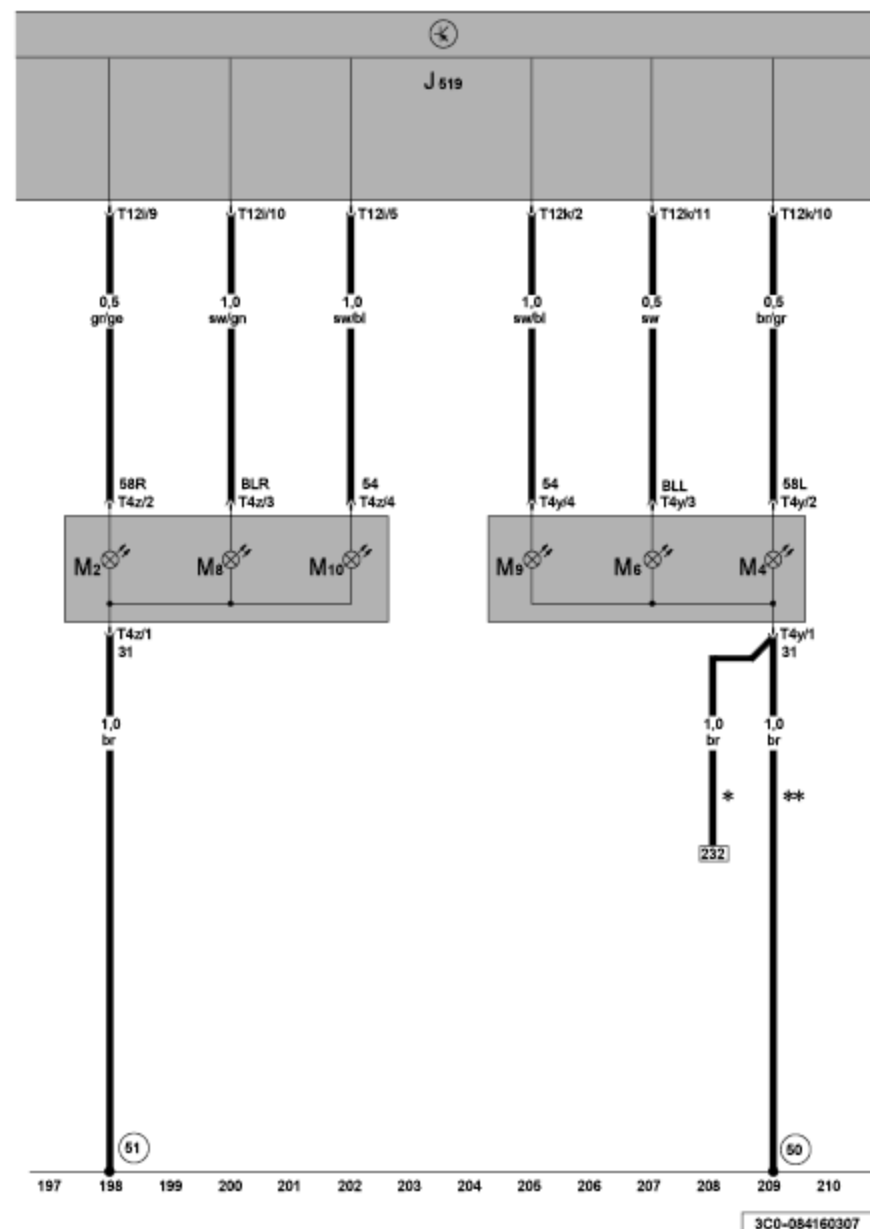 J 519
T12i/9 T12i/10 T12i/5 T12k/2 T12k/11 T12k/10
0,5 1,0 1,0 1,0 0,5 0,5
gr/ge sw/gn sw/bl sw/bl sw br/gr
58R BLR 54 54 BLL 58L
T4z/2 T4z/3 T4z/4 T4y/4 T4y/3 T4y/2
M2 M8 M10 M9 M6 M4
T4z/1 T4y/1
31 31
1,0 1,0 1,0
br br br
* **
232
51 50
197 198 199 200 201 202 203 204 205 206 207 208 209 210
3C0-084160307